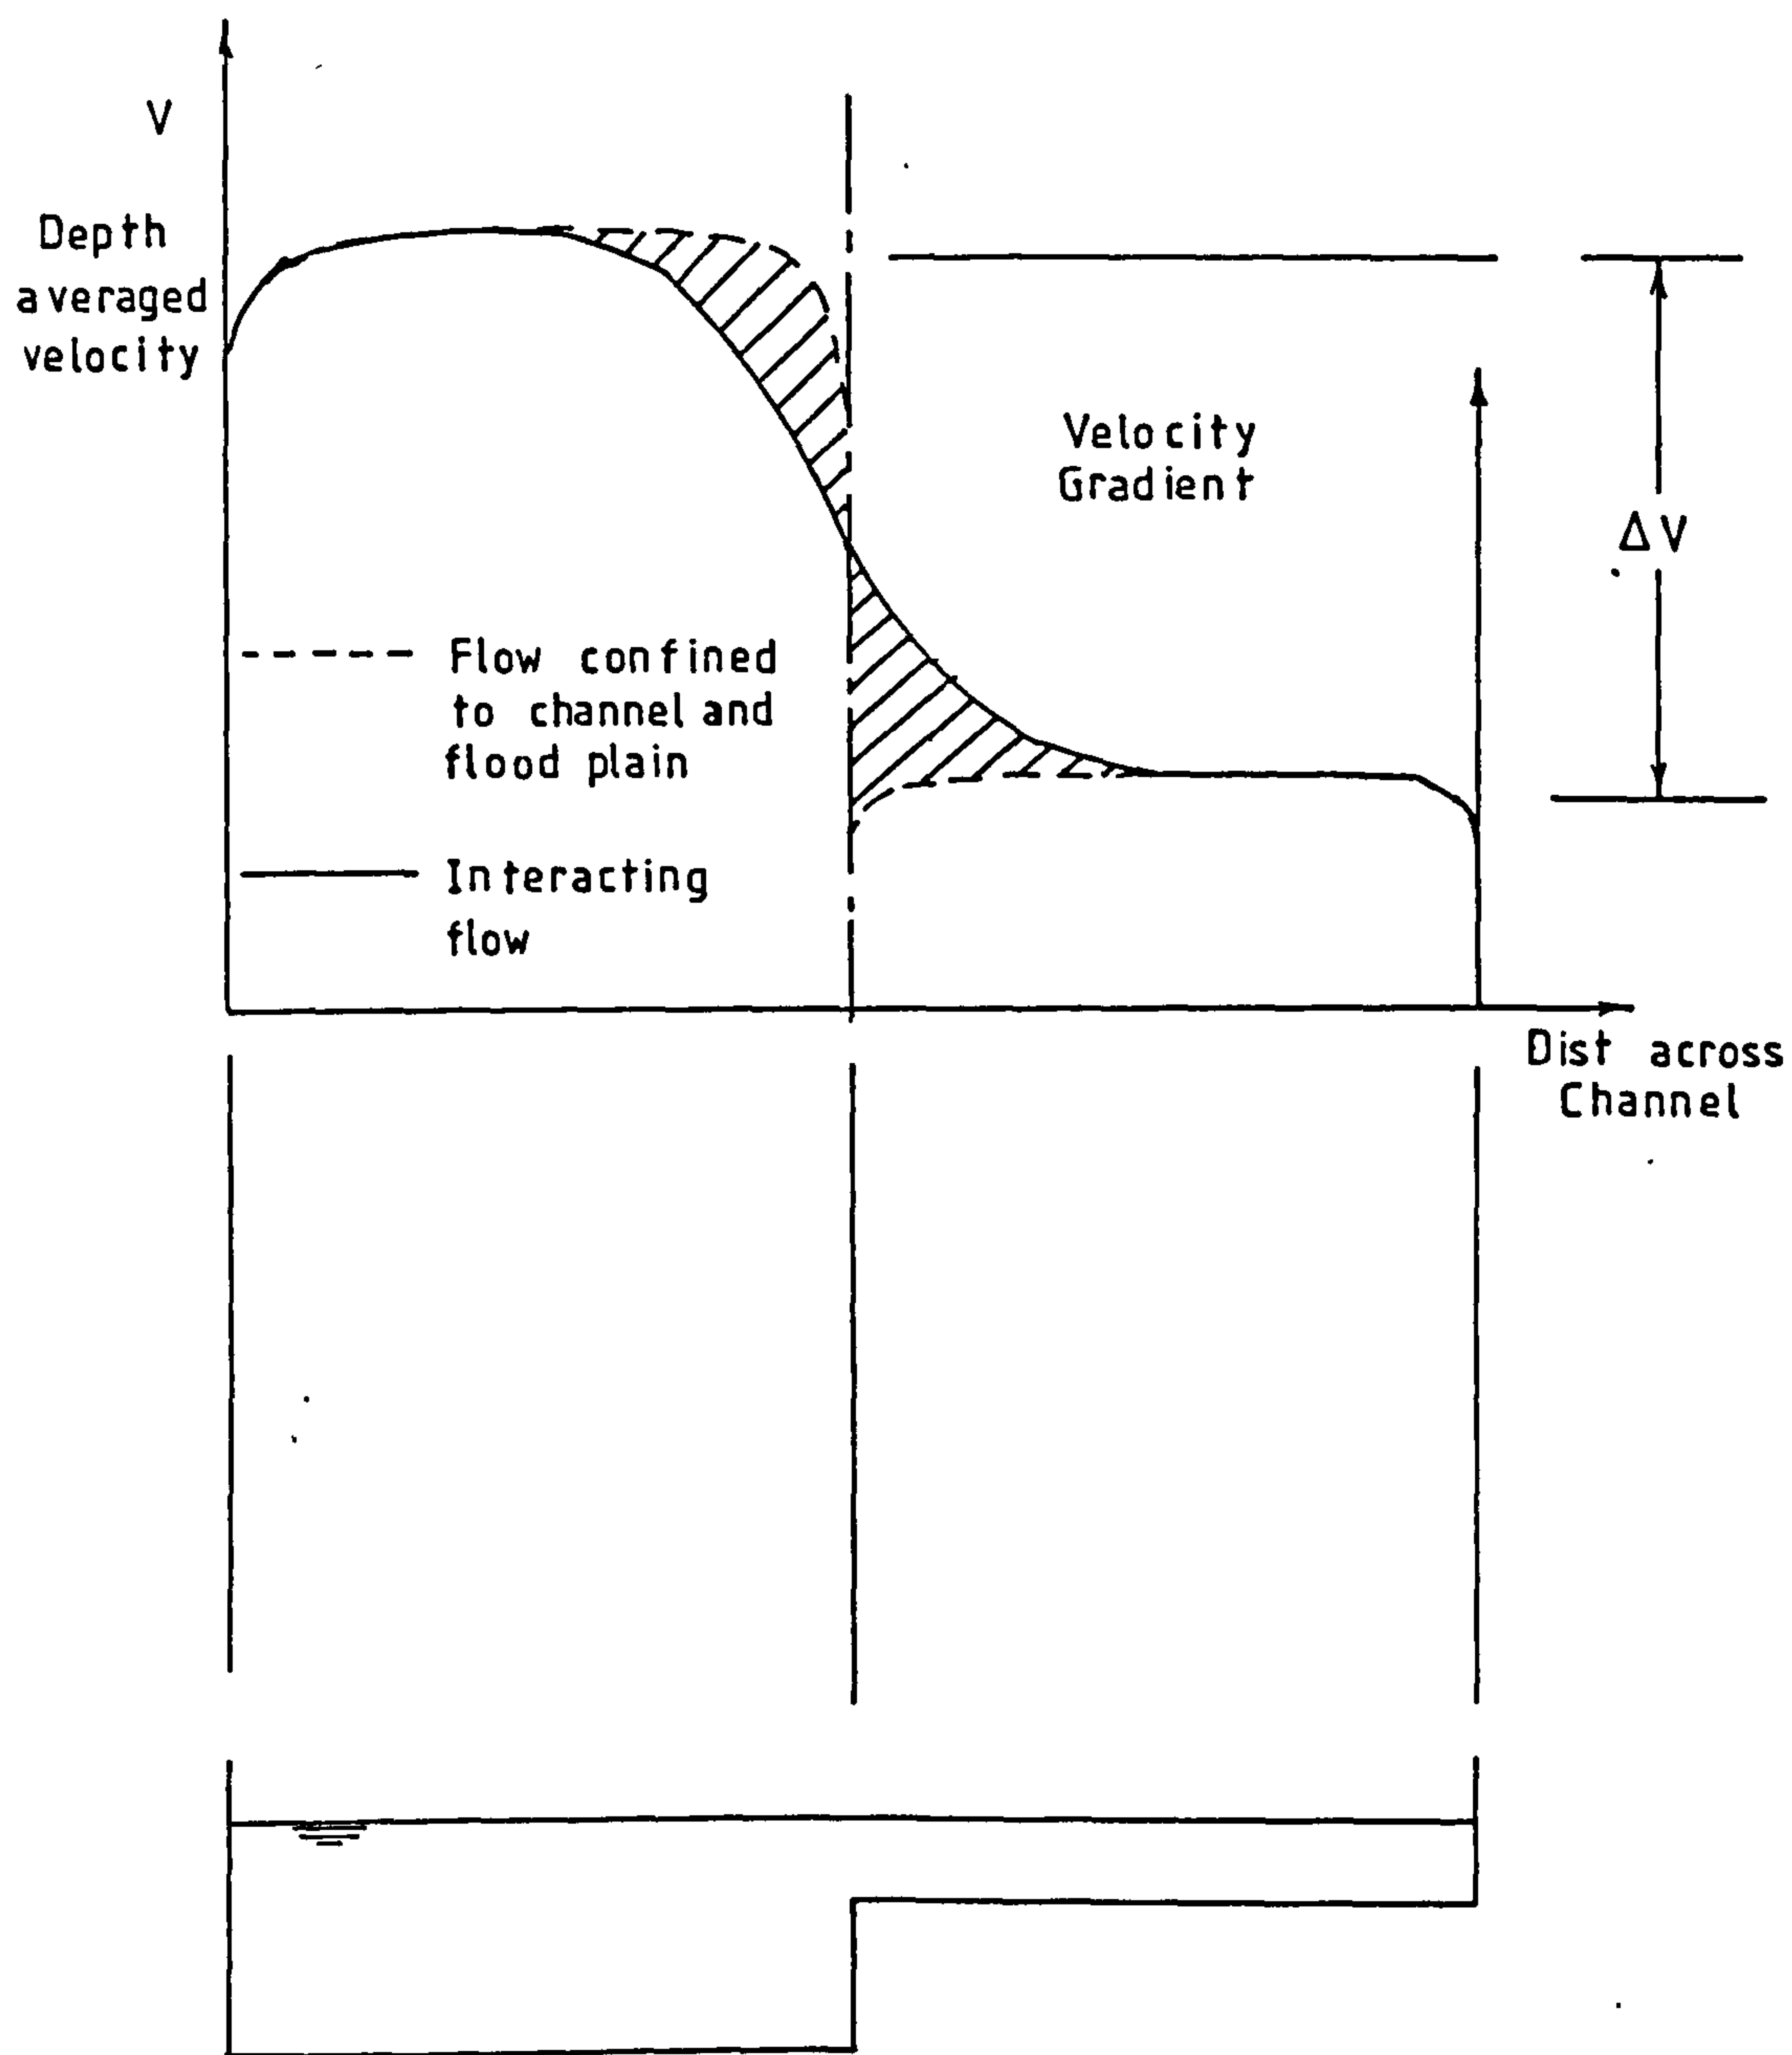 V
Depth
averaged
velocity
Velocity
Gradient
ΔV
Flow confined
to channel and
flood plain
Interacting
flow
Dist across
Channel